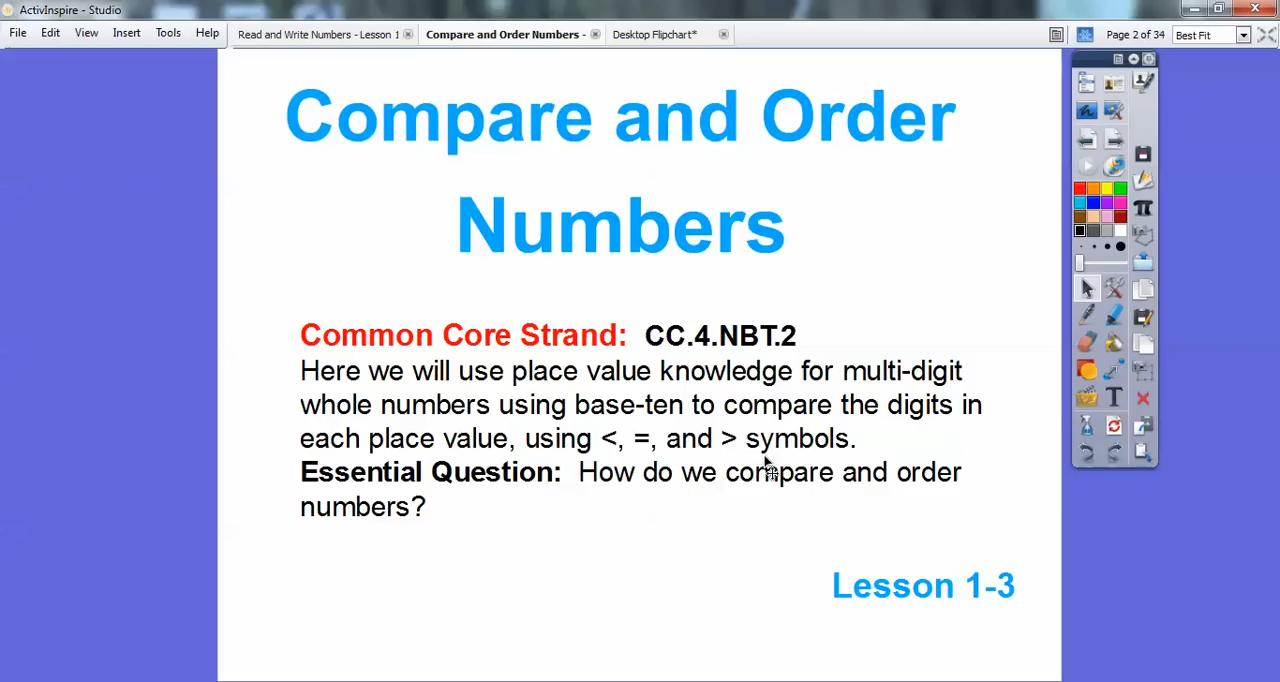 ActivInspire - Studio
File Edit View Insert Tools Help Read and Write Numbers - Lesson 1 Compare and Order Numbers - Desktop Flipchart* Page 2 of 34 Best Fit
Compare and Order
Numbers
Common Core Strand: CC.4.NBT.2
Here we will use place value knowledge for multi-digit
whole numbers using base-ten to compare the digits in
each place value, using <, =, and > symbols.
Essential Question: How do we compare and order
numbers?
Lesson 1-3